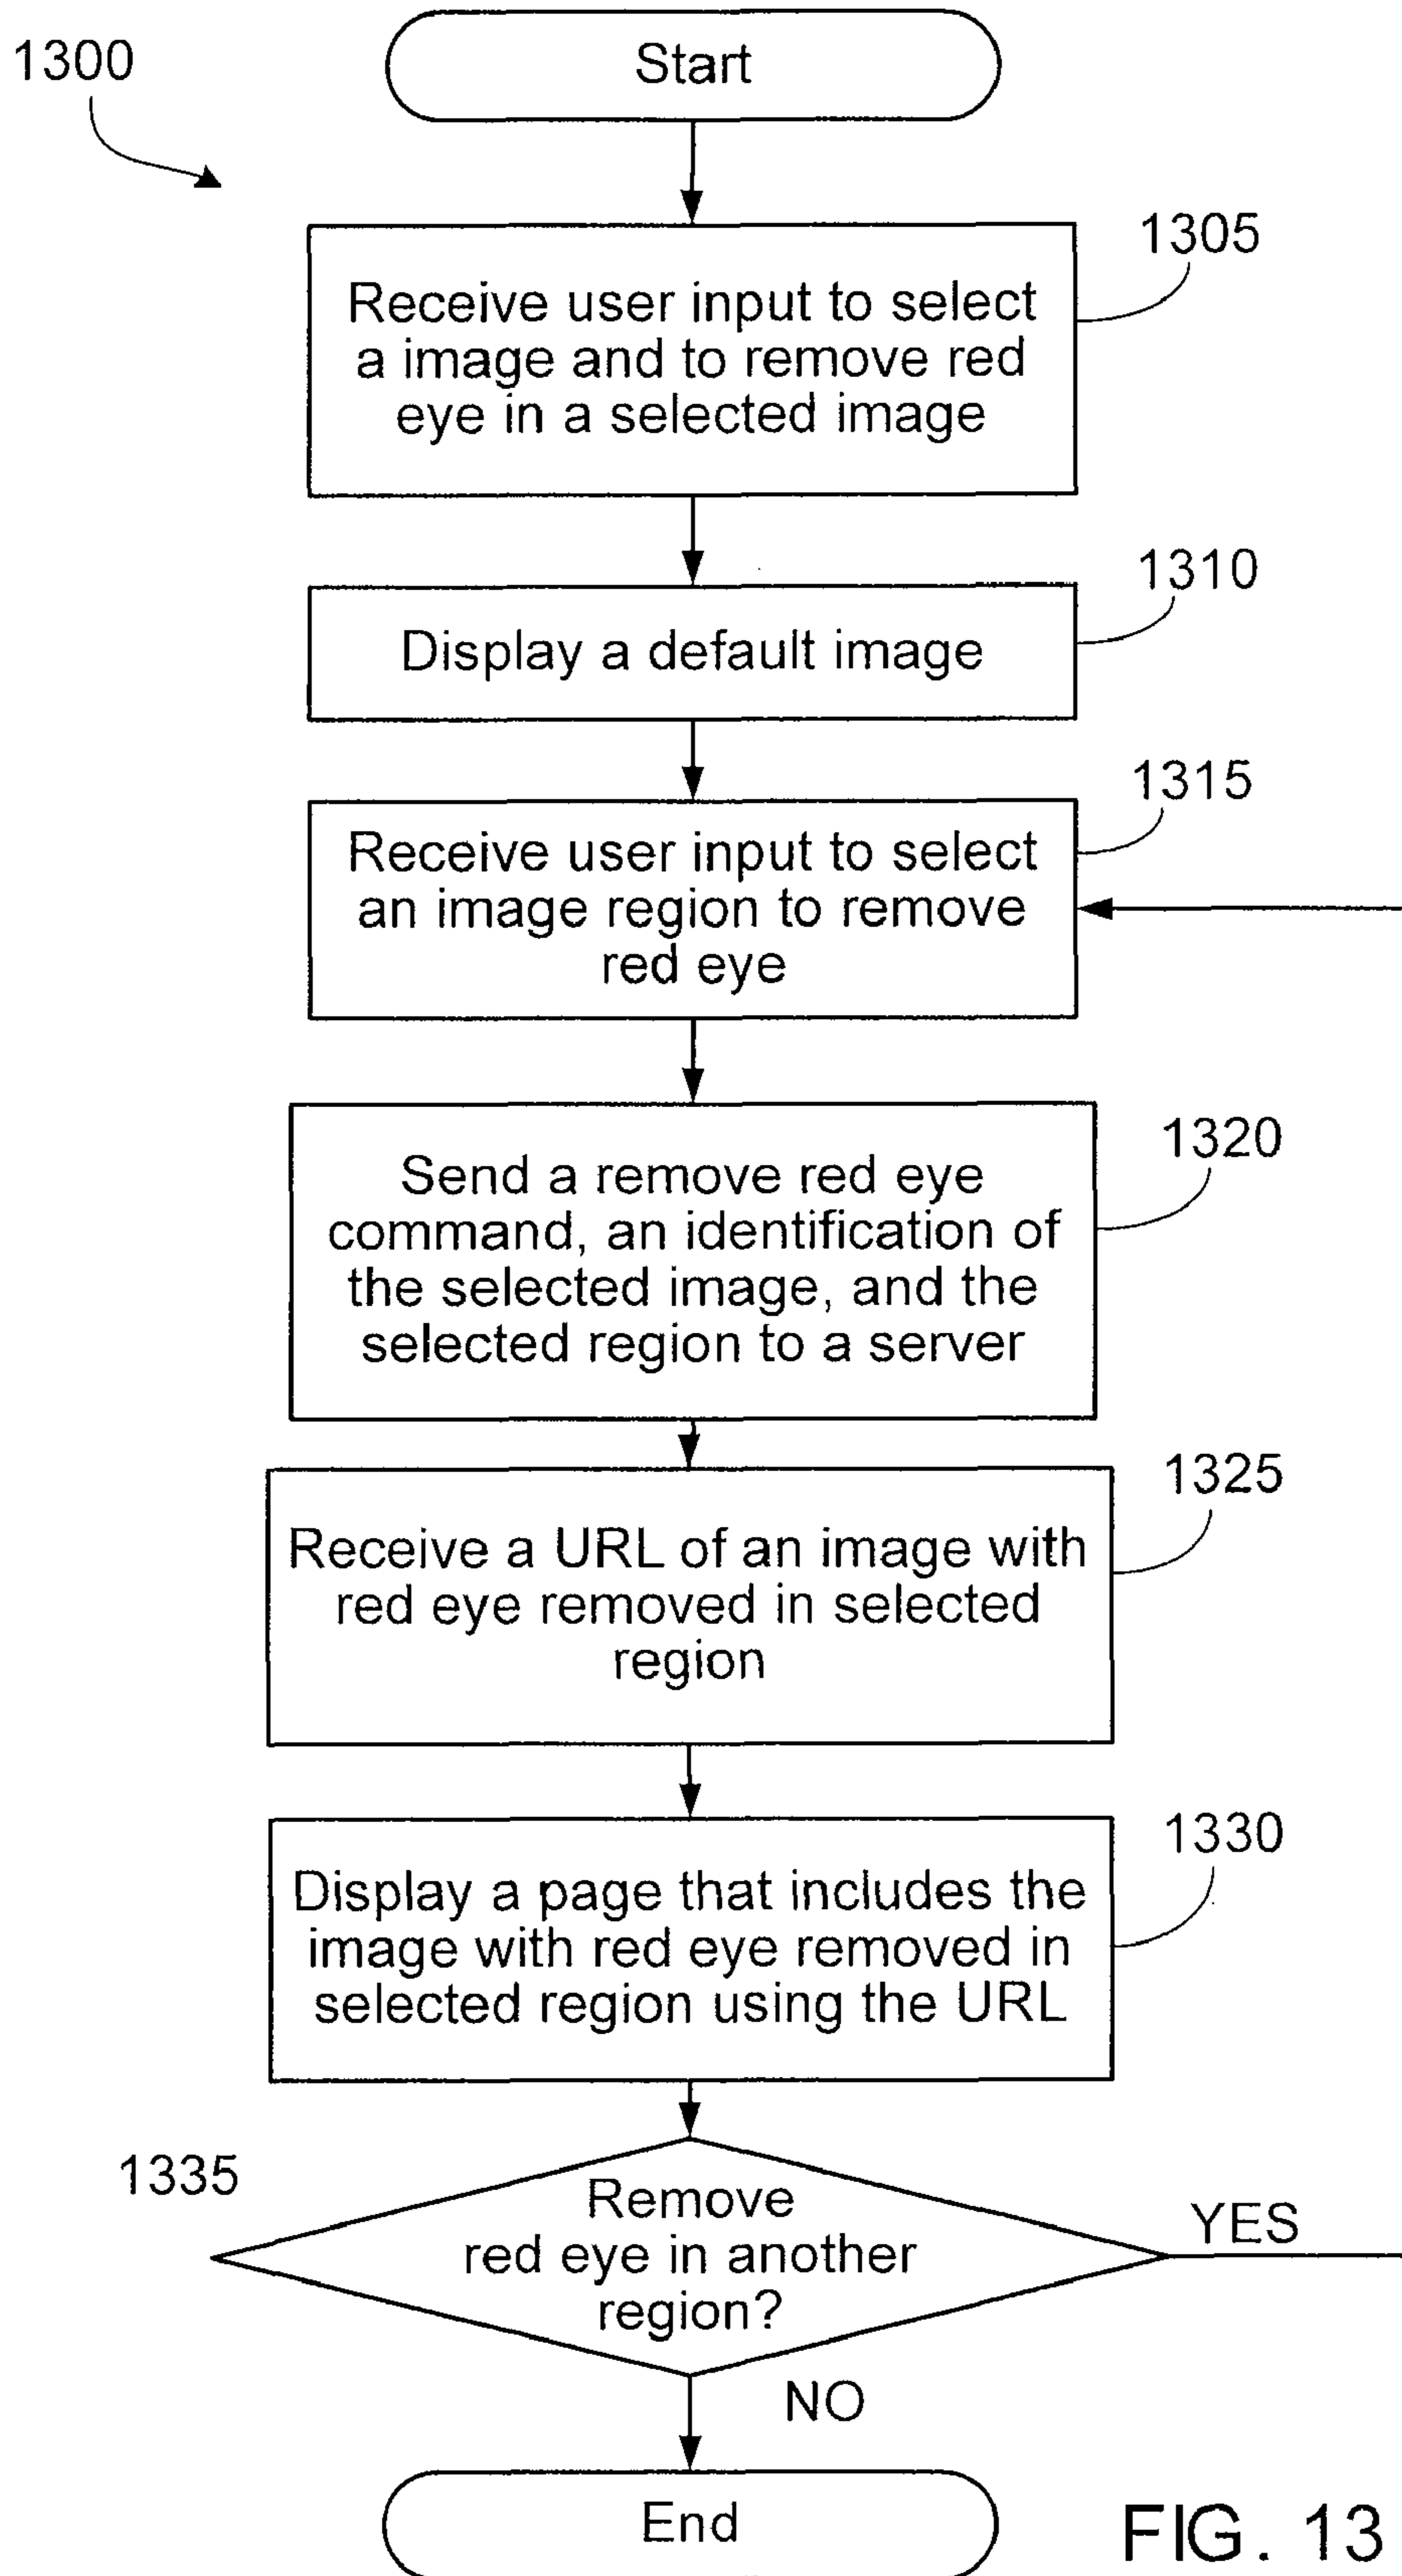 1300
Start
1305
Receive user input to select
a image and to remove red
eye in a selected image
1310
Display a default image
1315
Receive user input to select
an image region to remove
red eye
1320
Send a remove red eye
command, an identification of
the selected image, and the
selected region to a server
1325
Receive a URL of an image with
red eye removed in selected
region
1330
Display a page that includes the
image with red eye removed in
selected region using the URL
1335
Remove
red eye in another
region?
YES
NO
End
FIG. 13